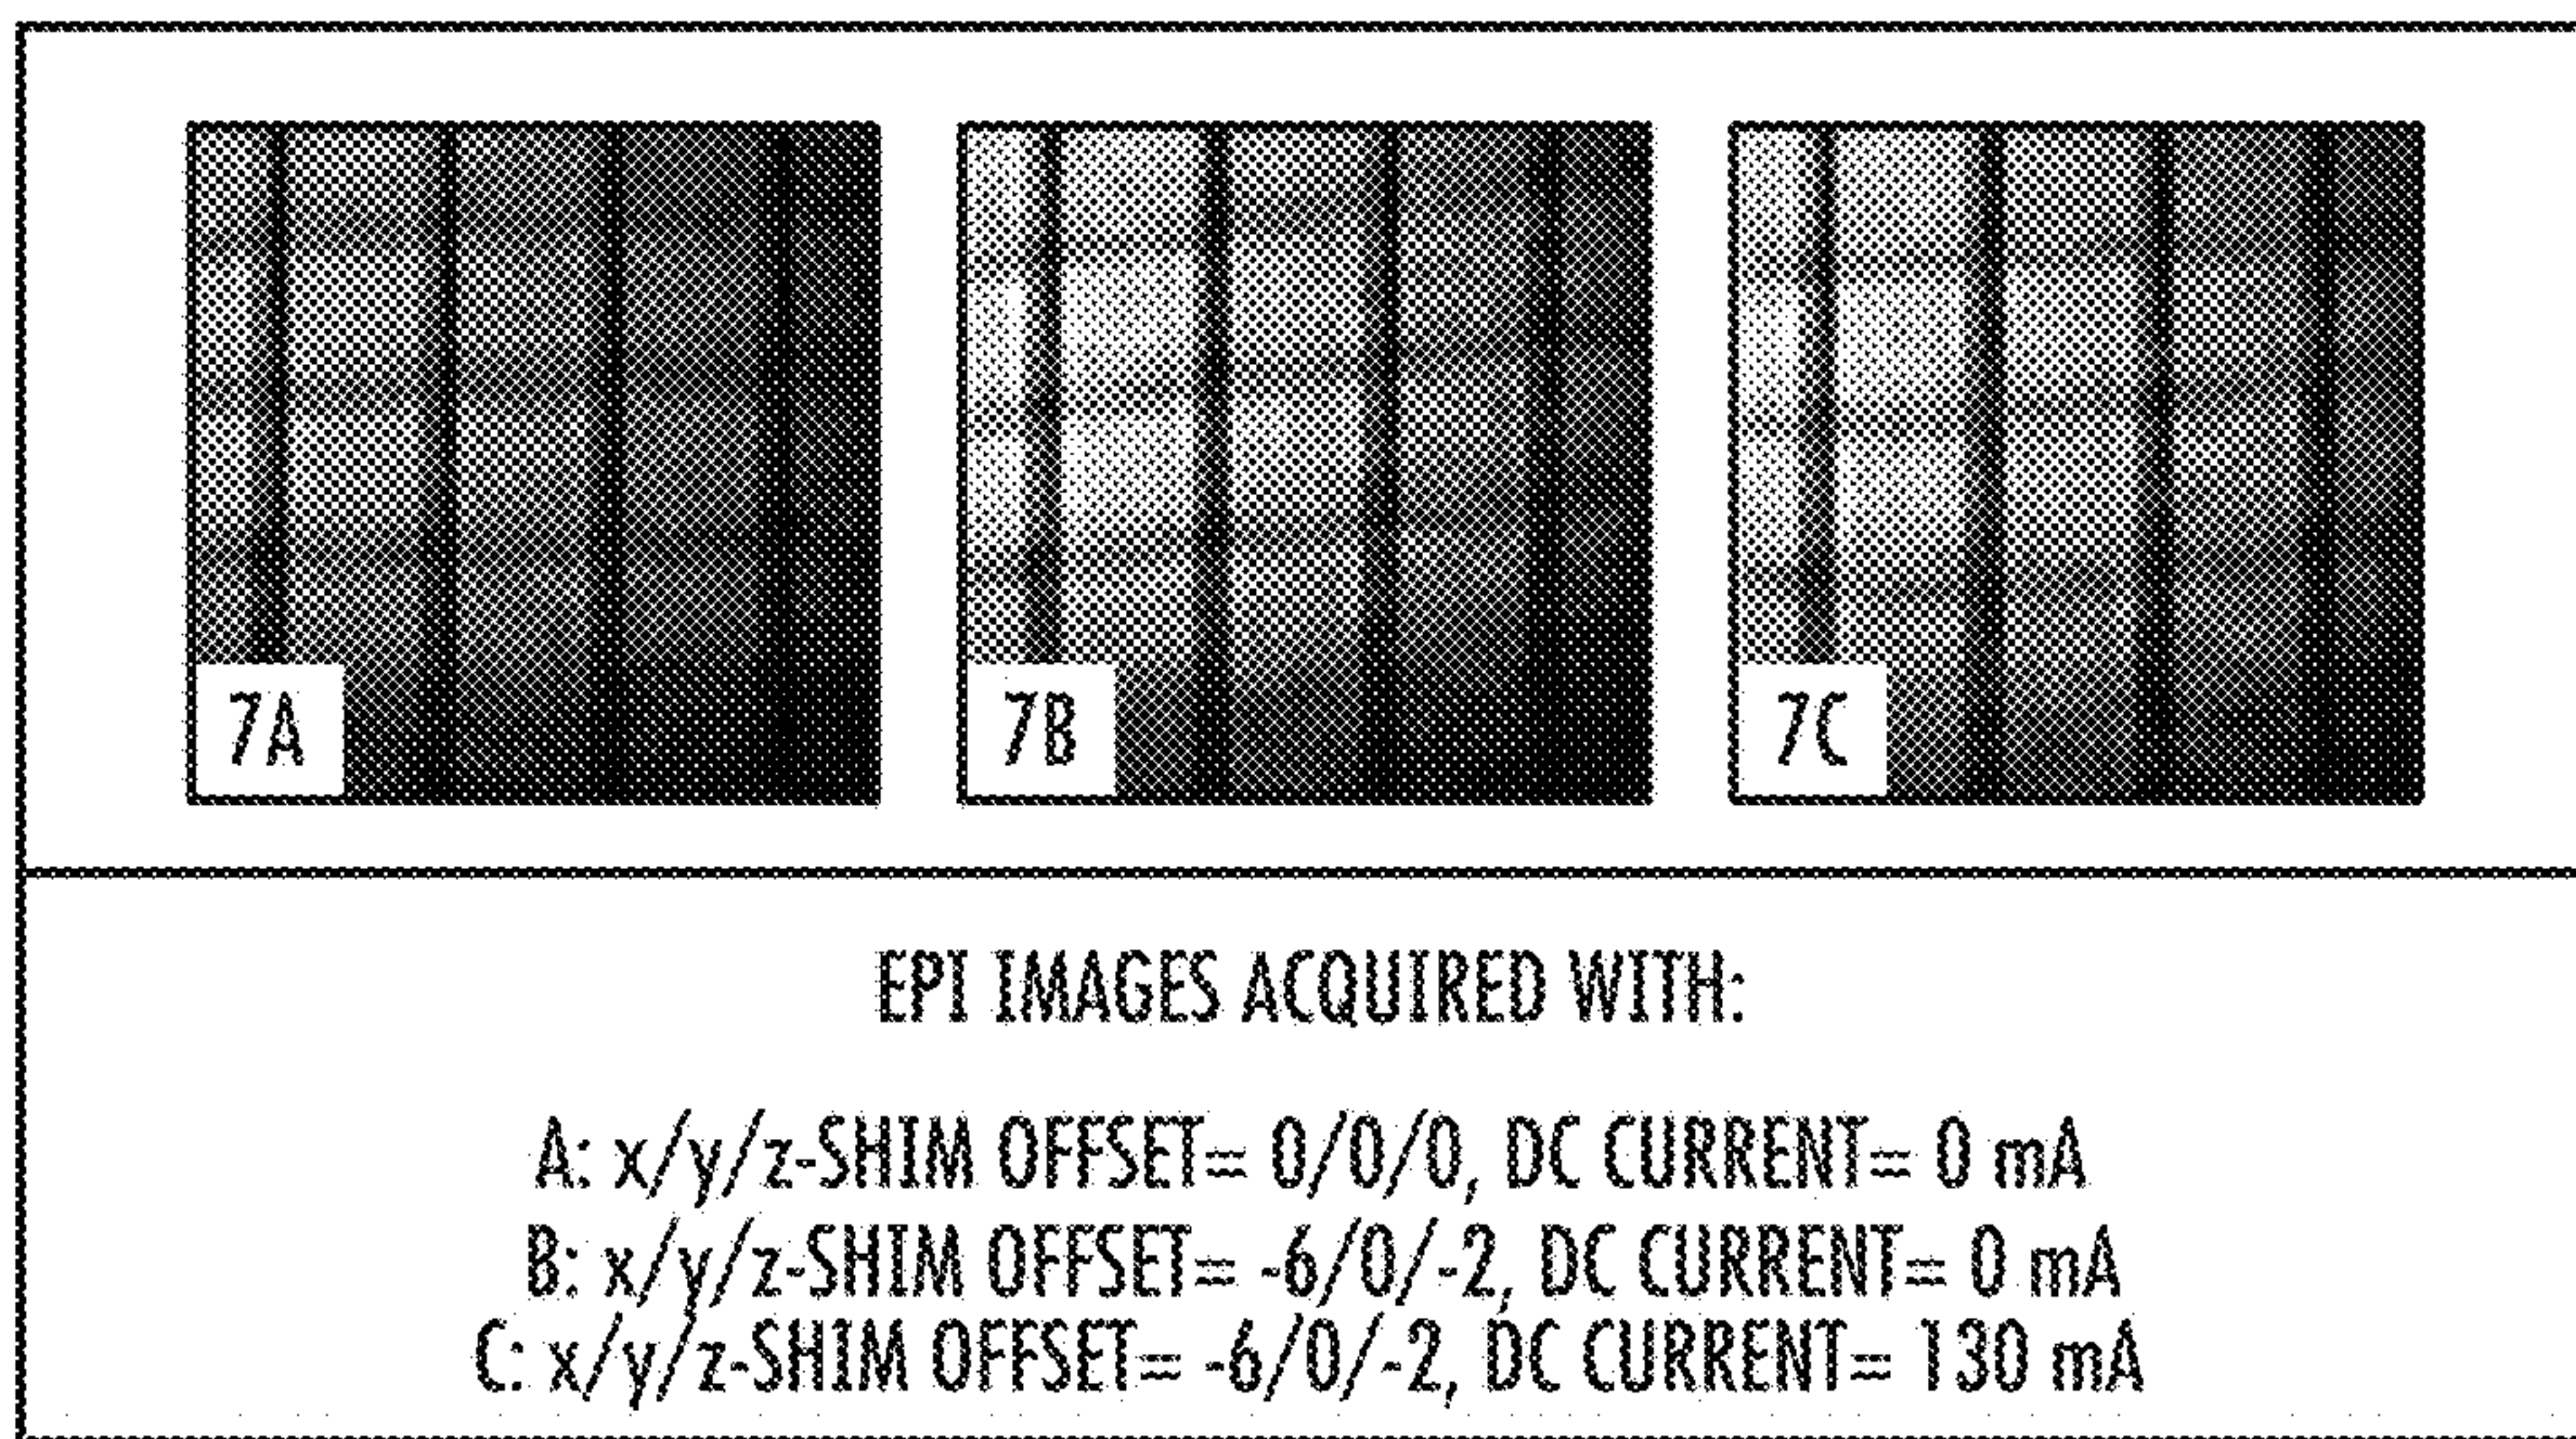 7A
7B
7C
EPI IMAGES ACQUIRED WITH:
A: x/y/z-SHIM OFFSET= 0/0/0, DC CURRENT= 0 mA
B: x/y/z-SHIM OFFSET= -6/0/-2, DC CURRENT= 0 mA
C: x/y/z-SHIM OFFSET= -6/0/-2, DC CURRENT= 130 mA